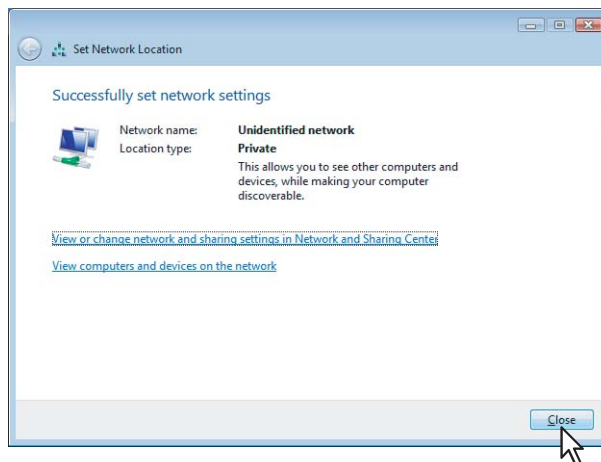 Set Network Location
Successfully set network settings
Network name: Unidentified network
Location type: Private
This allows you to see other computers and
devices, while making your computer
discoverable.
View or change network and sharing settings in Network and Sharing Center
View computers and devices on the network
Close